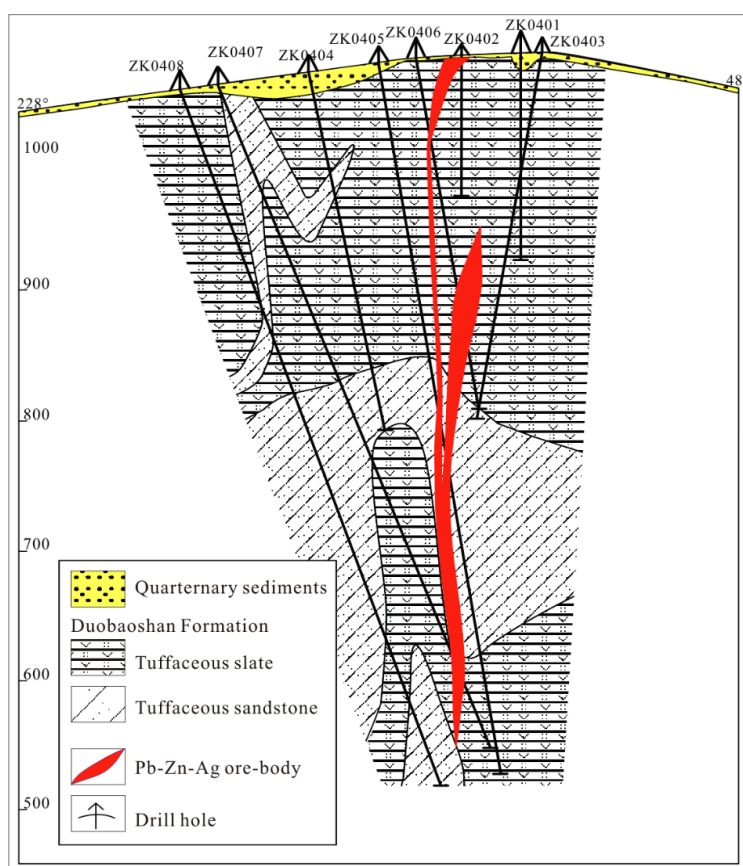 ZK0408
ZK0407
ZK0404
ZK0405
ZK0406
ZK0402
ZK0401
ZK0403
228°
48
1000
900
800
700
600
500
Quarternary sediments
Duobaoshan Formation
Tuffaceous slate
Tuffaceous sandstone
Pb-Zn-Ag ore-body
Drill hole